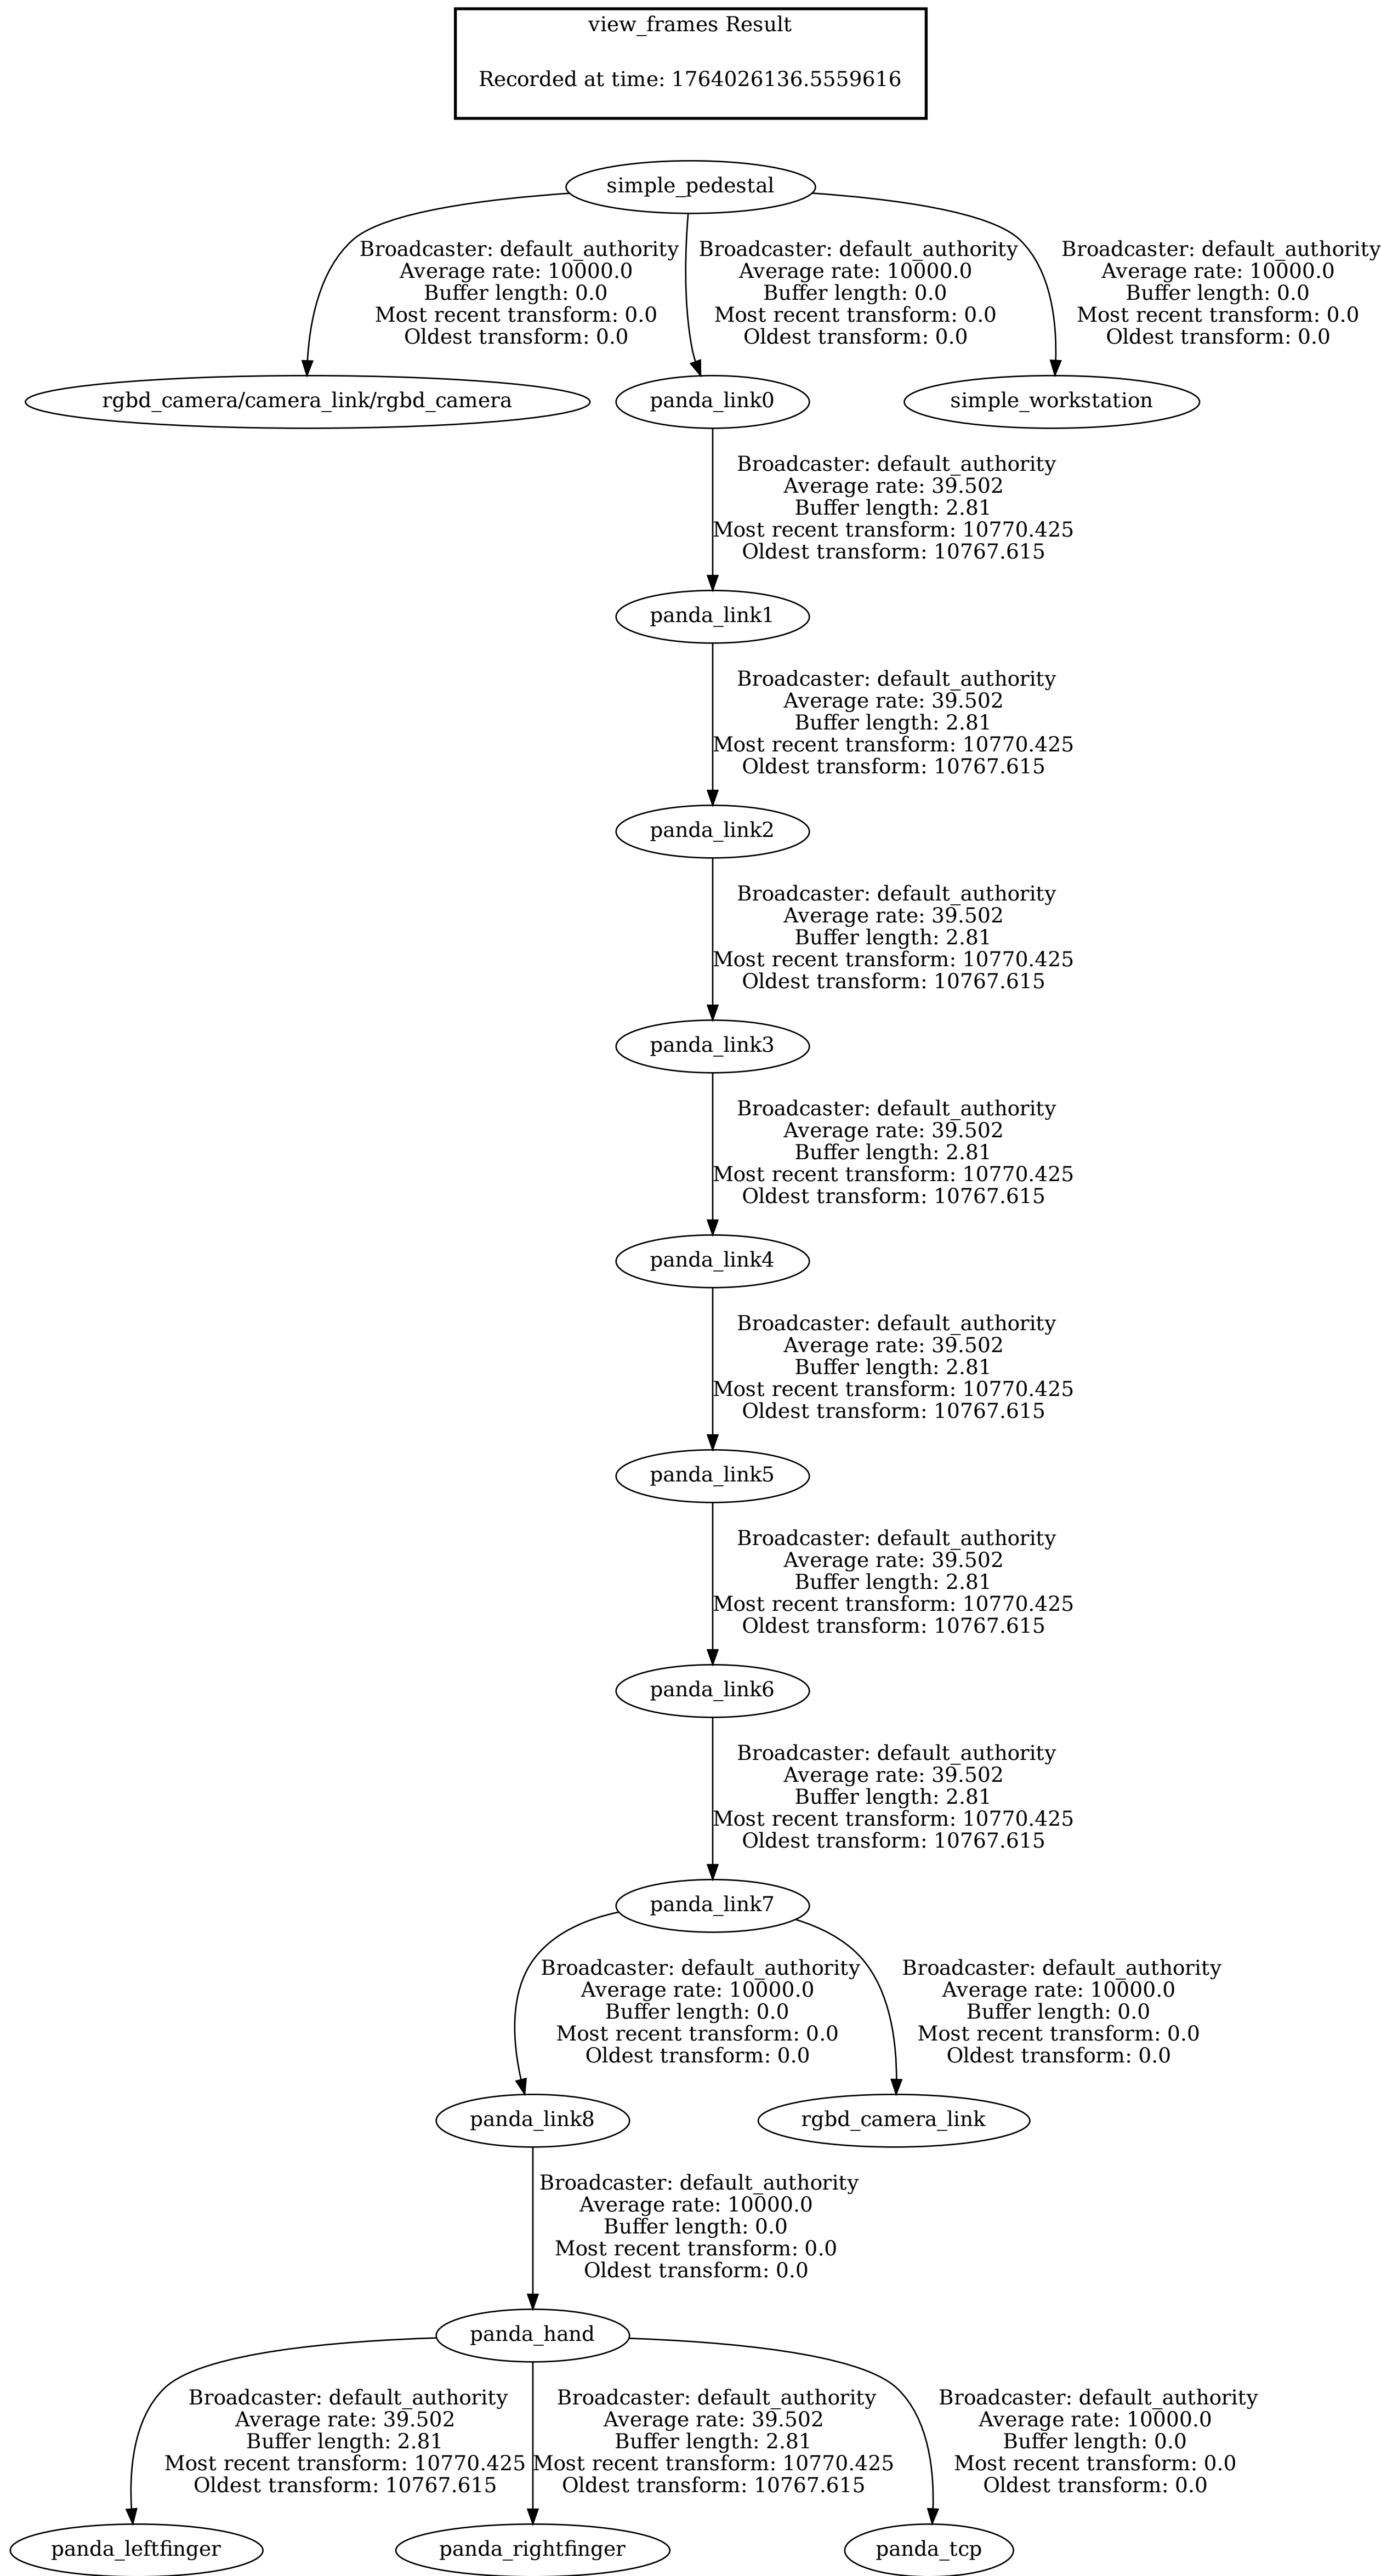 view_frames Result
Recorded at time: 1764026136.5559616
simple_pedestal
Broadcaster: default_authority
Average rate: 10000.0
Buffer length: 0.0
Most recent transform: 0.0
Oldest transform: 0.0
Broadcaster: default_authority
Average rate: 10000.0
Buffer length: 0.0
Most recent transform: 0.0
Oldest transform: 0.0
Broadcaster: default_authority
Average rate: 10000.0
Buffer length: 0.0
Most recent transform: 0.0
Oldest transform: 0.0
rgbd_camera/camera_link/rgbd_camera
panda_link0
simple_workstation
Broadcaster: default_authority
Average rate: 39.502
Buffer length: 2.81
Most recent transform: 10770.425
Oldest transform: 10767.615
panda_link1
Broadcaster: default_authority
Average rate: 39.502
Buffer length: 2.81
Most recent transform: 10770.425
Oldest transform: 10767.615
panda_link2
Broadcaster: default_authority
Average rate: 39.502
Buffer length: 2.81
Most recent transform: 10770.425
Oldest transform: 10767.615
panda_link3
Broadcaster: default_authority
Average rate: 39.502
Buffer length: 2.81
Most recent transform: 10770.425
Oldest transform: 10767.615
panda_link4
Broadcaster: default_authority
Average rate: 39.502
Buffer length: 2.81
Most recent transform: 10770.425
Oldest transform: 10767.615
panda_link5
Broadcaster: default_authority
Average rate: 39.502
Buffer length: 2.81
Most recent transform: 10770.425
Oldest transform: 10767.615
panda_link6
Broadcaster: default_authority
Average rate: 39.502
Buffer length: 2.81
Most recent transform: 10770.425
Oldest transform: 10767.615
panda_link7
Broadcaster: default_authority
Average rate: 10000.0
Buffer length: 0.0
Most recent transform: 0.0
Oldest transform: 0.0
Broadcaster: default_authority
Average rate: 10000.0
Buffer length: 0.0
Most recent transform: 0.0
Oldest transform: 0.0
panda_link8
rgbd_camera_link
Broadcaster: default_authority
Average rate: 10000.0
Buffer length: 0.0
Most recent transform: 0.0
Oldest transform: 0.0
panda_hand
Broadcaster: default_authority
Average rate: 39.502
Buffer length: 2.81
Most recent transform: 10770.425
Oldest transform: 10767.615
Broadcaster: default_authority
Average rate: 39.502
Buffer length: 2.81
Most recent transform: 10770.425
Oldest transform: 10767.615
Broadcaster: default_authority
Average rate: 10000.0
Buffer length: 0.0
Most recent transform: 0.0
Oldest transform: 0.0
panda_leftfinger
panda_rightfinger
panda_tcp